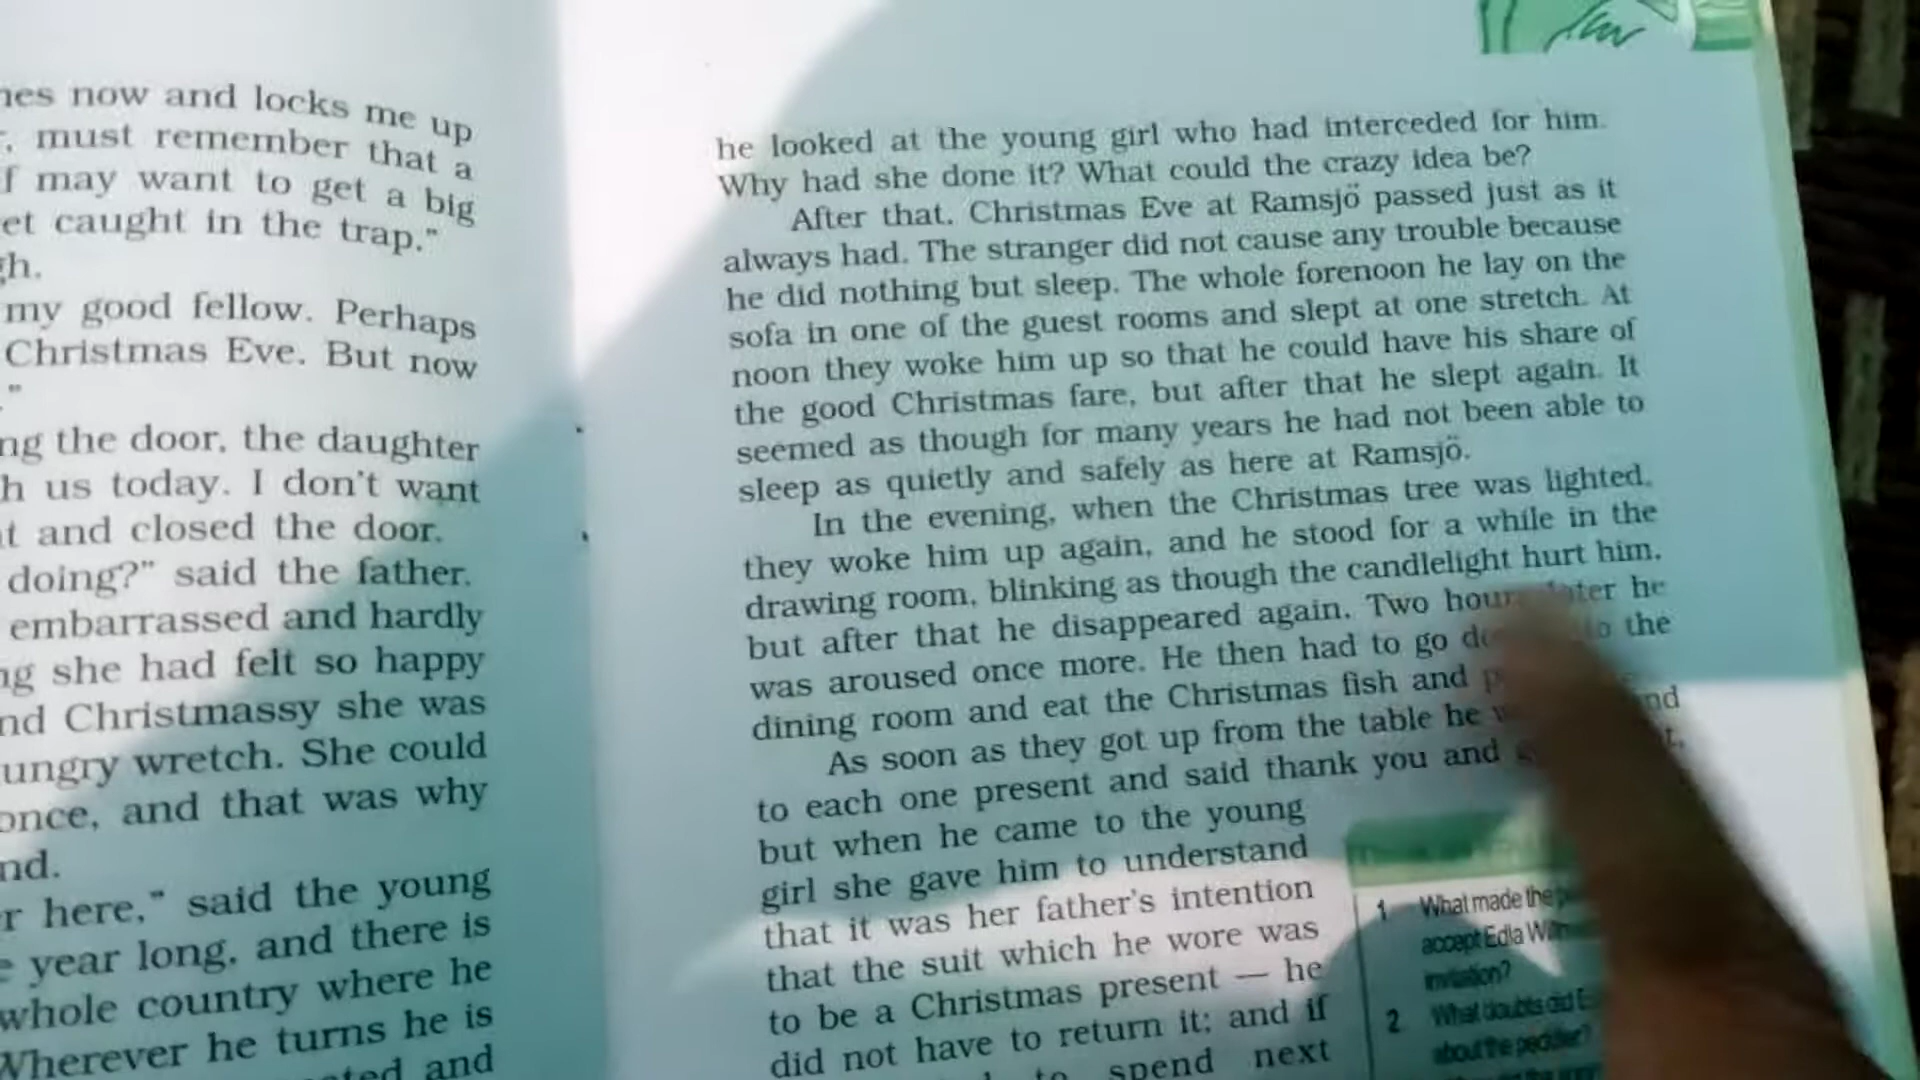 nes now and locks me up
must remember that a
f may want to get a big
et caught in the trap."
gh.
my good fellow. Perhaps
Christmas Eve. But now
"
ng the door, the daughter
h us today. I don't want
t and closed the door.
doing?" said the father.
embarrassed and hardly
ng she had felt so happy
nd Christmassy she was
ungry wretch. She could
once, and that was why
nd.
r here," said the young
e year long, and there is
whole country where he
Wherever he turns he is
and
he looked at the young girl who had interceded for him.
Why had she done it? What could the crazy idea be?
After that, Christmas Eve at Ramsjö passed just as it
always had. The stranger did not cause any trouble because
he did nothing but sleep. The whole forenoon he lay on the
sofa in one of the guest rooms and slept at one stretch. At
noon they woke him up so that he could have his share of
the good Christmas fare, but after that he slept again. It
seemed as though for many years he had not been able to
sleep as quietly and safely as here at Ramsjö.
In the evening, when the Christmas tree was lighted,
they woke him up again, and he stood for a while in the
drawing room, blinking as though the candlelight hurt him,
but after that he disappeared again. Two hours later he
was aroused once more. He then had to go to the
dining room and eat the Christmas fish and
As soon as they got up from the table he
to each one present and said thank you and
but when he came to the young
girl she gave him to understand
that it was her father's intention
that the suit which he wore was
to be a Christmas present — he
did not have to return it; and if
to spend next
1 What made the
accept Edla
invitation?
2 What doubts did
about the peddler?